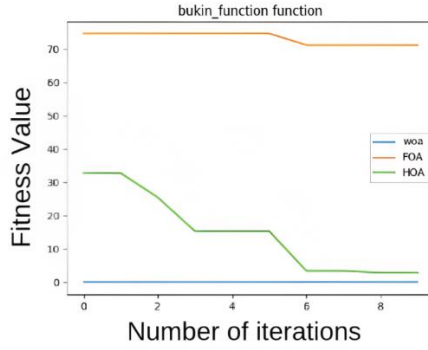 bukin_function function
Fitness Value
70
60
50
40
30
20
10
0
woa
FOA
HOA
0 2 4 6 8
Number of iterations